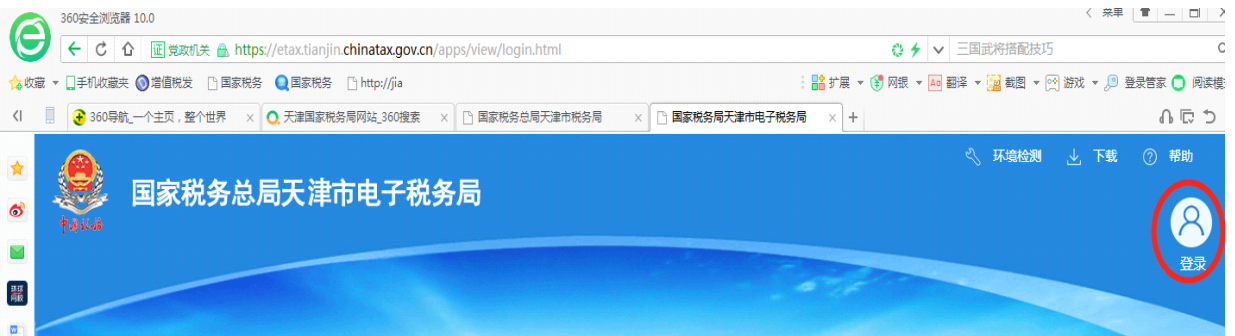 360安全浏览器 10.0
菜单
证 党政机关 https://etax.tianjin.chinatax.gov.cn/apps/view/login.html
三国武将搭配技巧
收藏 手机收藏夹 增值税发 国家税务 国家税务 http://jia
扩展 网银 翻译 截图 游戏 登录管家 阅读模
360导航_一个主页，整个世界 天津国家税务局网站_360搜索 国家税务总局天津市税务局 国家税务局天津市电子税务局
环境检测 下载 帮助
国家税务总局天津市电子税务局
中国税务
登录
环球